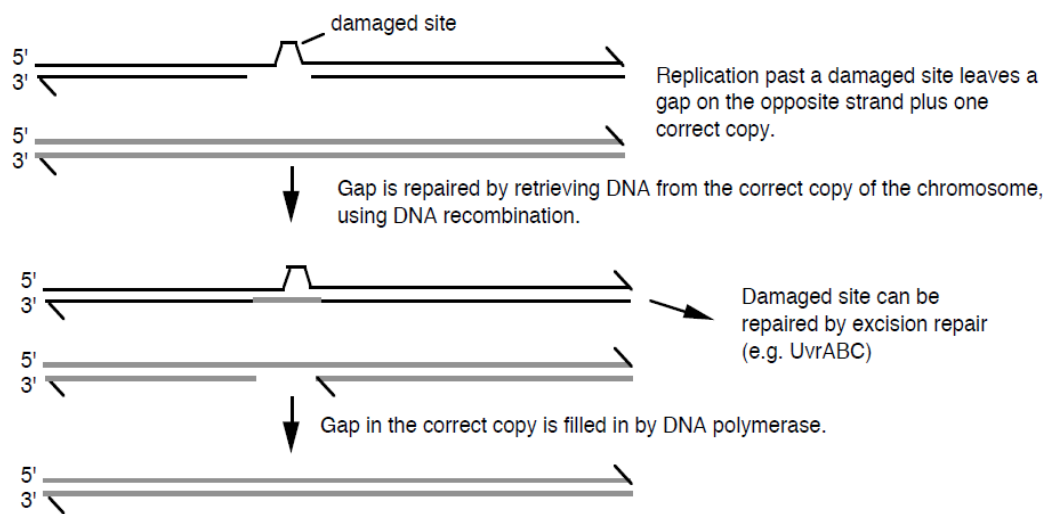 damaged site
5'
3'
Replication past a damaged site leaves a
gap on the opposite strand plus one
correct copy.
5'
3'
Gap is repaired by retrieving DNA from the correct copy of the chromosome,
using DNA recombination.
5'
3'
Damaged site can be
repaired by excision repair
(e.g. UvrABC)
5'
3'
Gap in the correct copy is filled in by DNA polymerase.
5'
3'